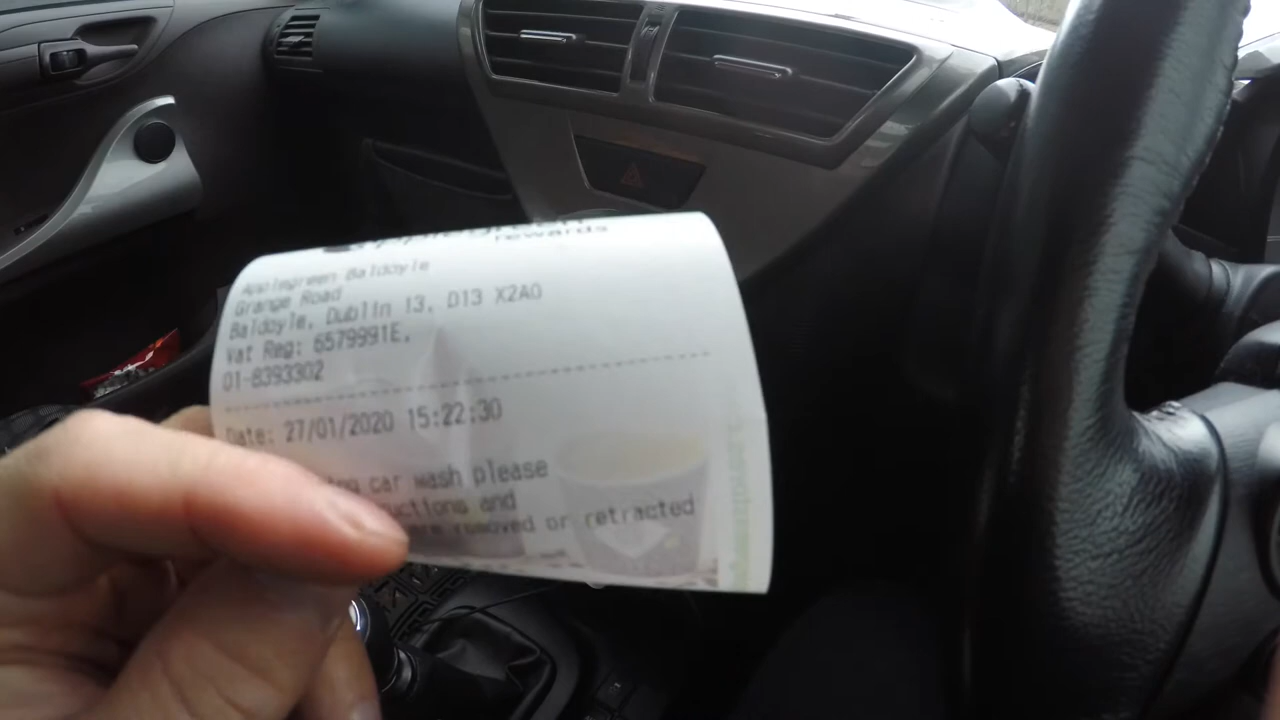 rewards
Applegreen Baldoyle
Grange Road
Baldoyle, Dublin 13, D13 X2A0
Vat Reg: 6579991E,
01-8393302
Date: 27/01/2020 15:22:30
car wash please
and
removed or retracted